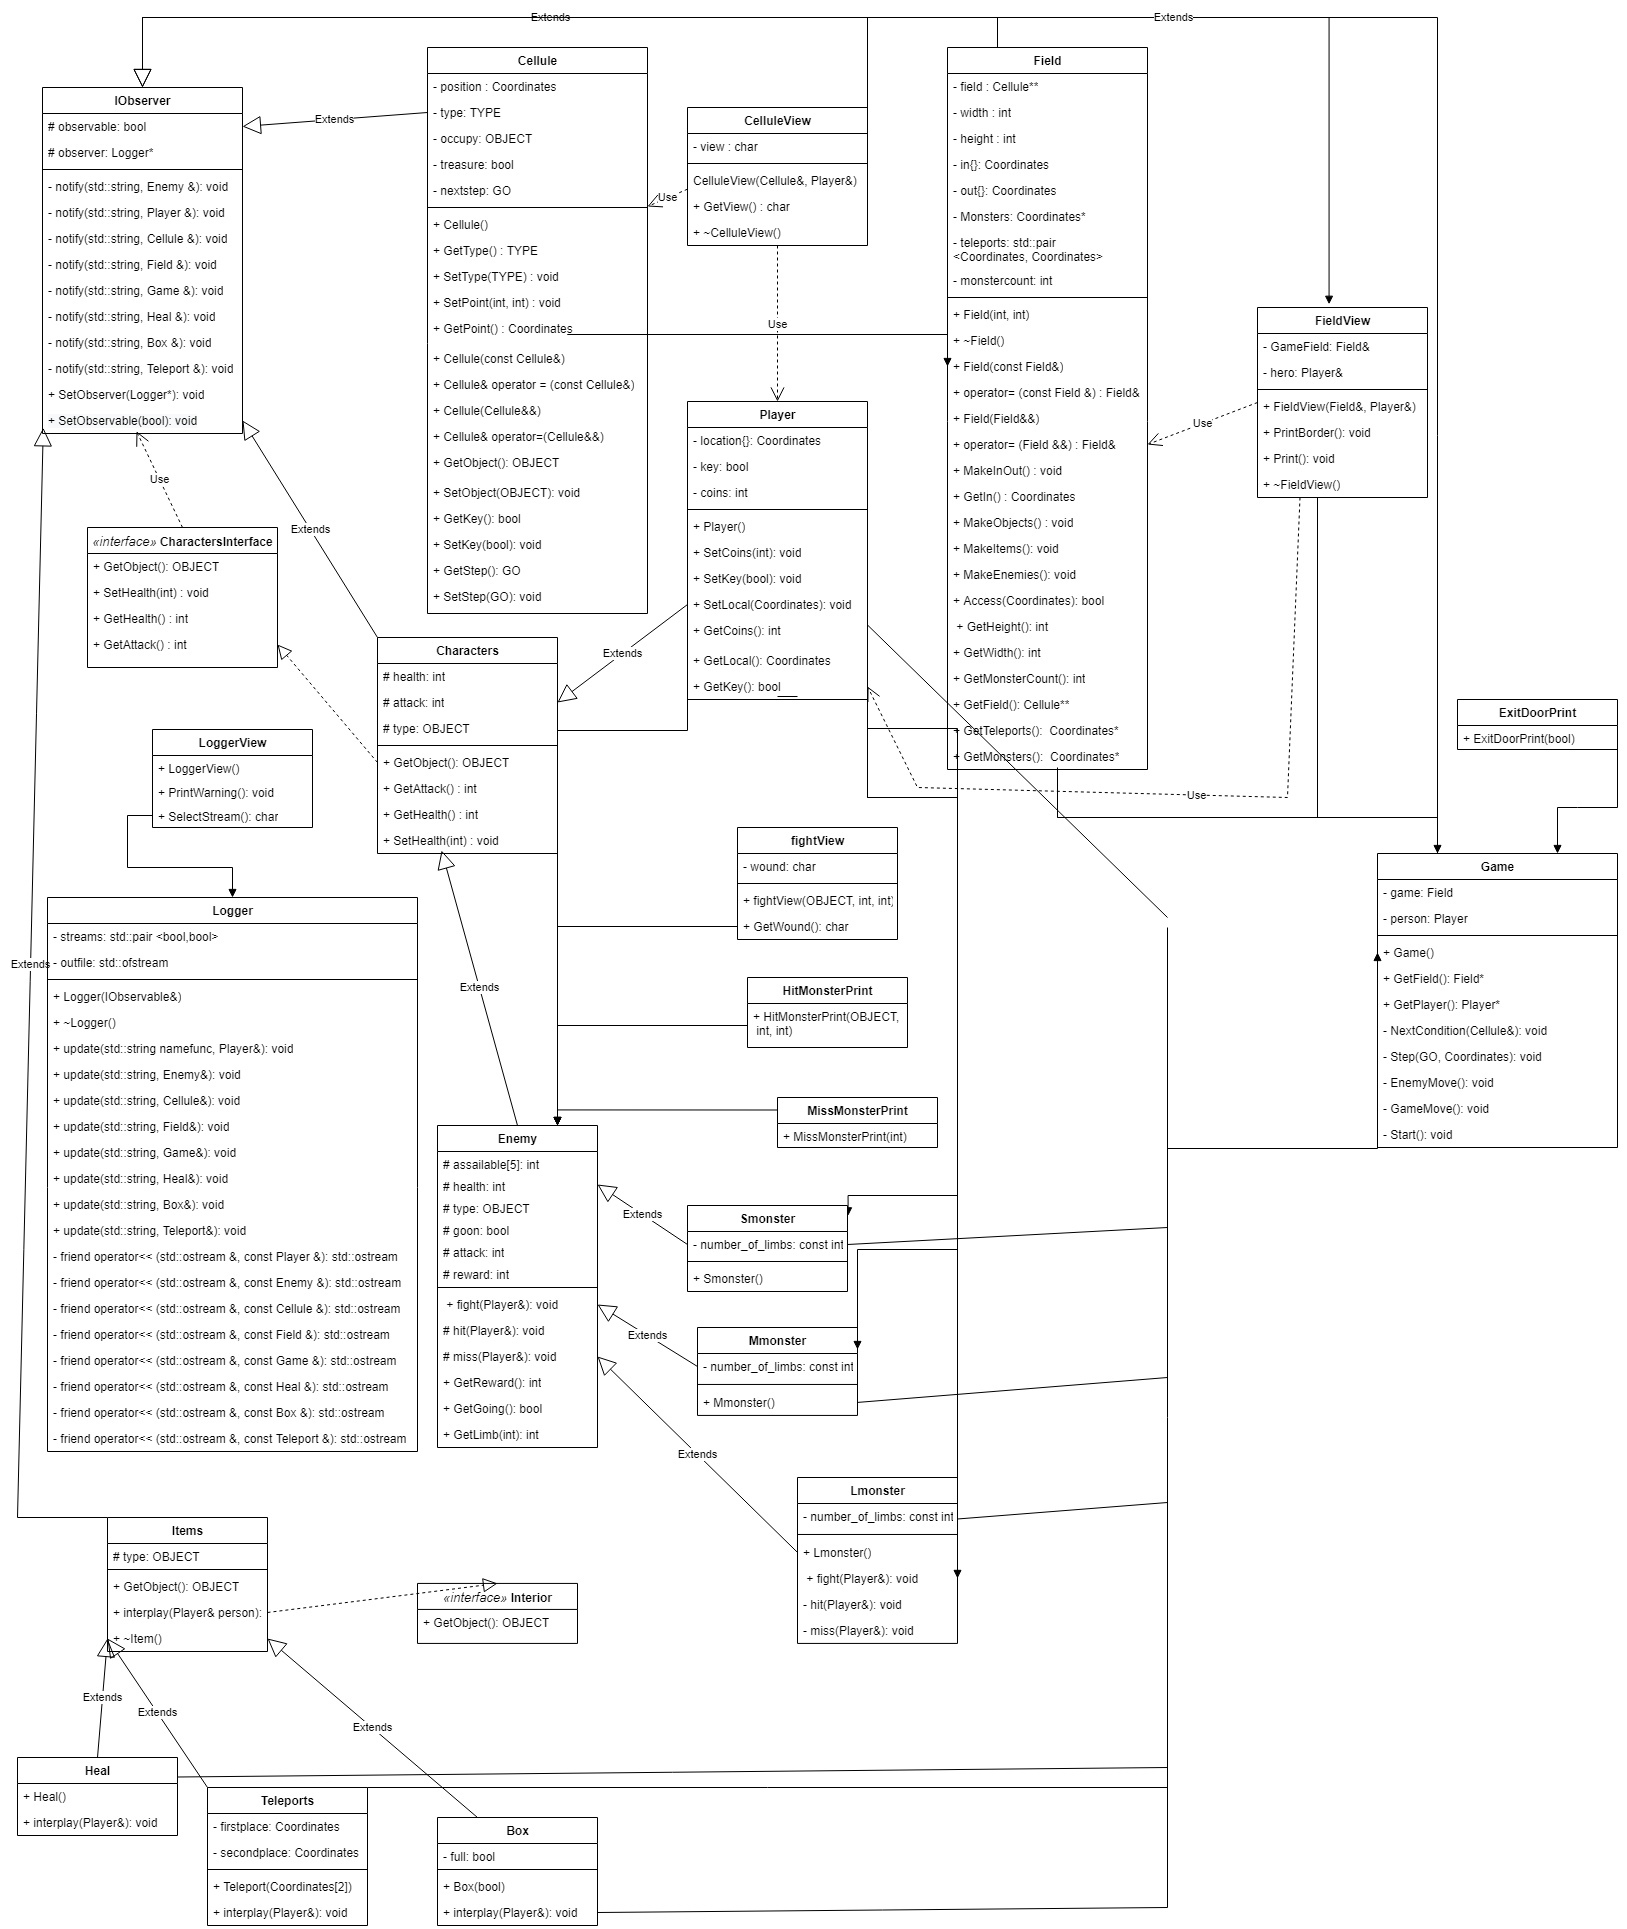 Extends
Extends
IObserver
# observable: bool
# observer: Logger*
- notify(std::string, Enemy &): void
- notify(std::string, Player &): void
- notify(std::string, Cellule &): void
- notify(std::string, Field &): void
- notify(std::string, Game &): void
- notify(std::string, Heal &): void
- notify(std::string, Box &): void
- notify(std::string, Teleport &): void
+ SetObserver(Logger*): void
+ SetObservable(bool): void
Extends
Cellule
- position : Coordinates
- type: TYPE
- occupy: OBJECT
- treasure: bool
- nextstep: GO
+ Cellule()
+ GetType() : TYPE
+ SetType(TYPE) : void
+ SetPoint(int, int) : void
+ GetPoint() : Coordinates
+ Cellule(const Cellule&)
+ Cellule& operator = (const Cellule&)
+ Cellule(Cellule&&)
+ Cellule& operator=(Cellule&&)
+ GetObject(): OBJECT
+ SetObject(OBJECT): void
+ GetKey(): bool
+ SetKey(bool): void
+ GetStep(): GO
+ SetStep(GO): void
Use
CelluleView
- view : char
CelluleView(Cellule&, Player&)
+ GetView() : char
+ ~CelluleView()
Use
Field
- field : Cellule**
- width : int
- height : int
- in{}: Coordinates
- out{}: Coordinates
- Monsters: Coordinates*
- teleports: std::pair
<Coordinates, Coordinates>
- monstercount: int
+ Field(int, int)
+ ~Field()
+ Field(const Field&)
+ operator= (const Field &) : Field&
+ Field(Field&&)
+ operator= (Field &&) : Field&
+ MakeInOut() : void
+ GetIn() : Coordinates
+ MakeObjects() : void
+ MakeItems(): void
+ MakeEnemies(): void
+ Access(Coordinates): bool
+ GetHeight(): int
+ GetWidth(): int
+ GetMonsterCount(): int
+ GetField(): Cellule**
+ GetTeleports(): Coordinates*
+ GetMonsters(): Coordinates*
FieldView
- GameField: Field&
- hero: Player&
+ FieldView(Field&, Player&)
+ PrintBorder(): void
+ Print(): void
+ ~FieldView()
Use
Player
- location{}: Coordinates
- key: bool
- coins: int
+ Player()
+ SetCoins(int): void
+ SetKey(bool): void
+ SetLocal(Coordinates): void
+ GetCoins(): int
+ GetLocal(): Coordinates
+ GetKey(): bool
Use
Use
«interface» CharactersInterface
+ GetObject(): OBJECT
+ SetHealth(int) : void
+ GetHealth() : int
+ GetAttack() : int
Extends
Extends
Characters
# health: int
# attack: int
# type: OBJECT
+ GetObject(): OBJECT
+ GetAttack() : int
+ GetHealth() : int
+ SetHealth(int) : void
LoggerView
+ LoggerView()
+ PrintWarning(): void
+ SelectStream(): char
ExitDoorPrint
+ ExitDoorPrint(bool)
fightView
- wound: char
+ fightView(OBJECT, int, int)
+ GetWound(): char
Game
- game: Field
- person: Player
+ Game()
+ GetField(): Field*
+ GetPlayer(): Player*
- NextCondition(Cellule&): void
- Step(GO, Coordinates): void
- EnemyMove(): void
- GameMove(): void
- Start(): void
Logger
- streams: std::pair <bool,bool>
- outfile: std::ofstream
+ Logger(IObservable&)
+ ~Logger()
+ update(std::string namefunc, Player&): void
+ update(std::string, Enemy&): void
+ update(std::string, Cellule&): void
+ update(std::string, Field&): void
+ update(std::string, Game&): void
+ update(std::string, Heal&): void
+ update(std::string, Box&): void
+ update(std::string, Teleport&): void
- friend operator<< (std::ostream &, const Player &): std::ostream
- friend operator<< (std::ostream &, const Enemy &): std::ostream
- friend operator<< (std::ostream &, const Cellule &): std::ostream
- friend operator<< (std::ostream &, const Field &): std::ostream
- friend operator<< (std::ostream &, const Game &): std::ostream
- friend operator<< (std::ostream &, const Heal &): std::ostream
- friend operator<< (std::ostream &, const Box &): std::ostream
- friend operator<< (std::ostream &, const Teleport &): std::ostream
Extends
Extends
HitMonsterPrint
+ HitMonsterPrint(OBJECT,
int, int)
MissMonsterPrint
+ MissMonsterPrint(int)
Enemy
# assailable[5]: int
# health: int
# type: OBJECT
# goon: bool
# attack: int
# reward: int
+ fight(Player&): void
# hit(Player&): void
# miss(Player&): void
+ GetReward(): int
+ GetGoing(): bool
+ GetLimb(int): int
Extends
Smonster
- number_of_limbs: const int
+ Smonster()
Extends
Mmonster
- number_of_limbs: const int
+ Mmonster()
Extends
Lmonster
- number_of_limbs: const int
+ Lmonster()
+ fight(Player&): void
- hit(Player&): void
- miss(Player&): void
Items
# type: OBJECT
+ GetObject(): OBJECT
+ interplay(Player& person):
+ ~Item()
«interface» Interior
+ GetObject(): OBJECT
Extends
Extends
Extends
Heal
+ Heal()
+ interplay(Player&): void
Teleports
- firstplace: Coordinates
- secondplace: Coordinates
+ Teleport(Coordinates[2])
+ interplay(Player&): void
Box
- full: bool
+ Box(bool)
+ interplay(Player&): void